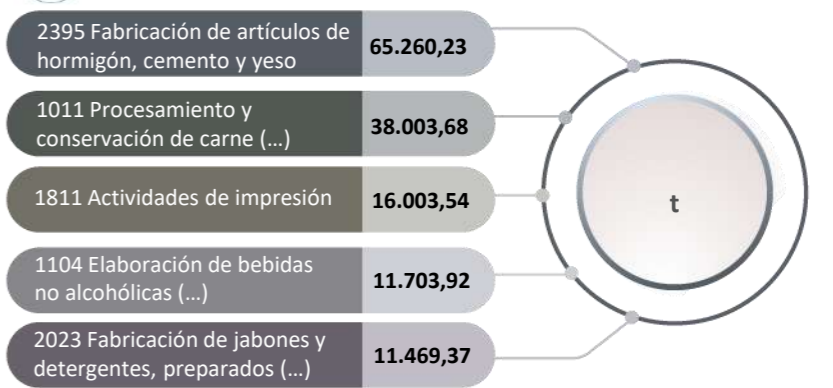 2395 Fabricación de artículos de
hormigón, cemento y yeso
65.260,23
1011 Procesamiento y
conservación de carne (...)
38.003,68
1811 Actividades de impresión
16.003,54
1104 Elaboración de bebidas
no alcohólicas (...)
11.703,92
2023 Fabricación de jabones y
detergentes, preparados (...)
11.469,37
t